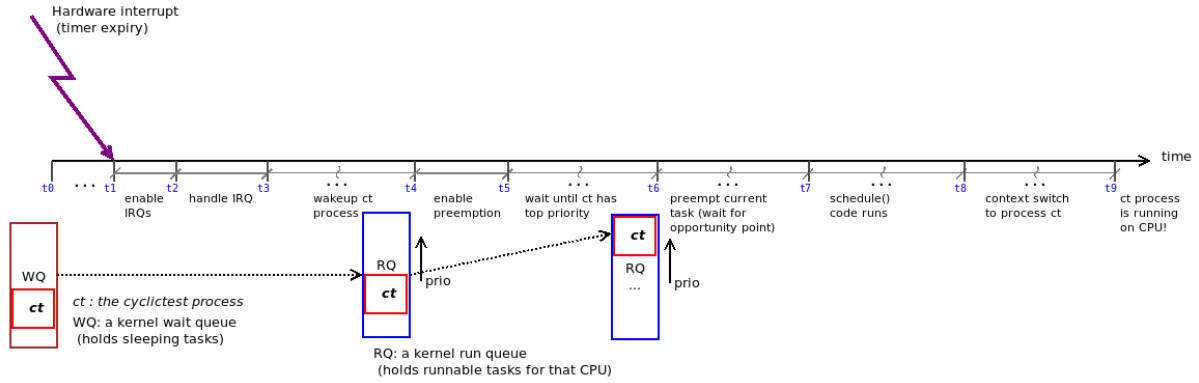 Hardware interrupt
(timer expiry)
time
t0 ... t1 t2 t3 ... t4 t5 ... t6 ... t7 ... t8 ... t9
enable
IRQs
handle IRQ
wakeup ct
process
enable
preemption
wait until ct has
top priority
preempt current
task (wait for
opportunity point)
schedule()
code runs
context switch
to process ct
ct process
is running
on CPU!
WQ
ct
RQ
ct
prio
ct
RQ
...
prio
ct : the cyclictest process
WQ: a kernel wait queue
(holds sleeping tasks)
RQ: a kernel run queue
(holds runnable tasks for that CPU)